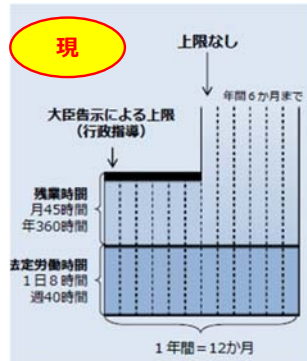 現
上限なし
年間6か月まで
大臣告示による上限
(行政指導)
残業時間
月45時間
年360時間
法定労働時間
1日8時間
週40時間
1年間=12か月